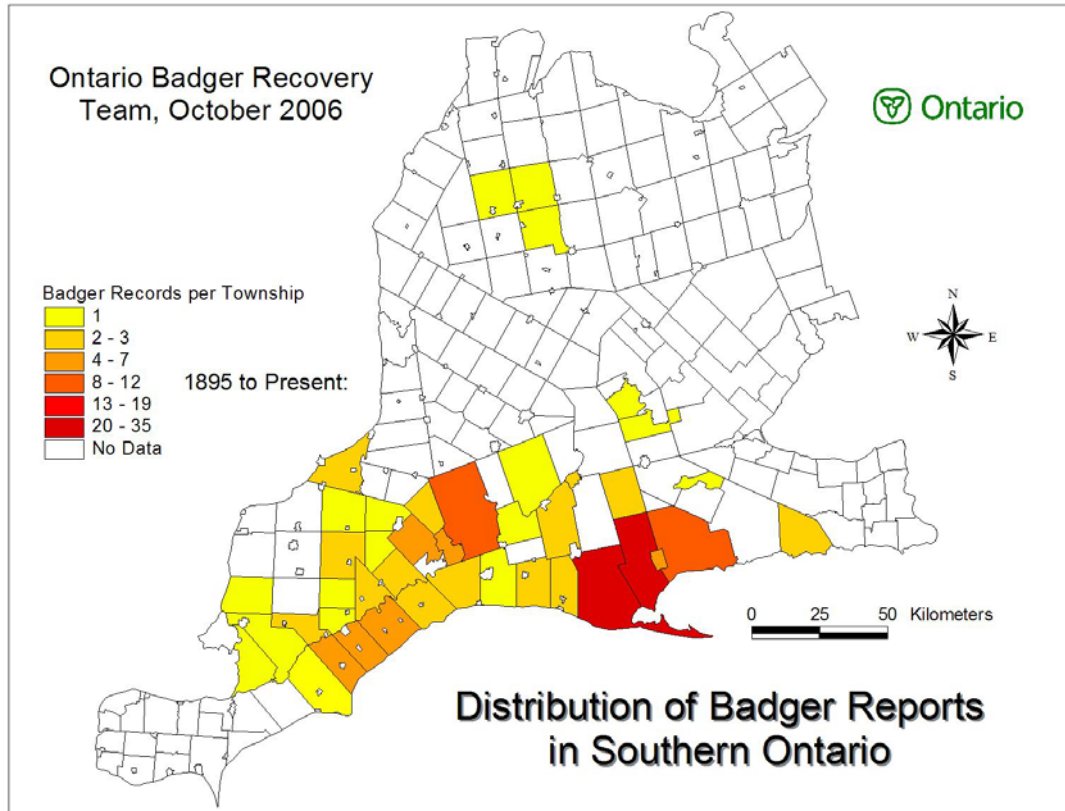 Ontario Badger Recovery
Team, October 2006
Ontario
Badger Records per Township
1
2 - 3
4 - 7
8 - 12
13 - 19
20 - 35
No Data
1895 to Present:
N
W
E
S
0 25 50 Kilometers
Distribution of Badger Reports
in Southern Ontario